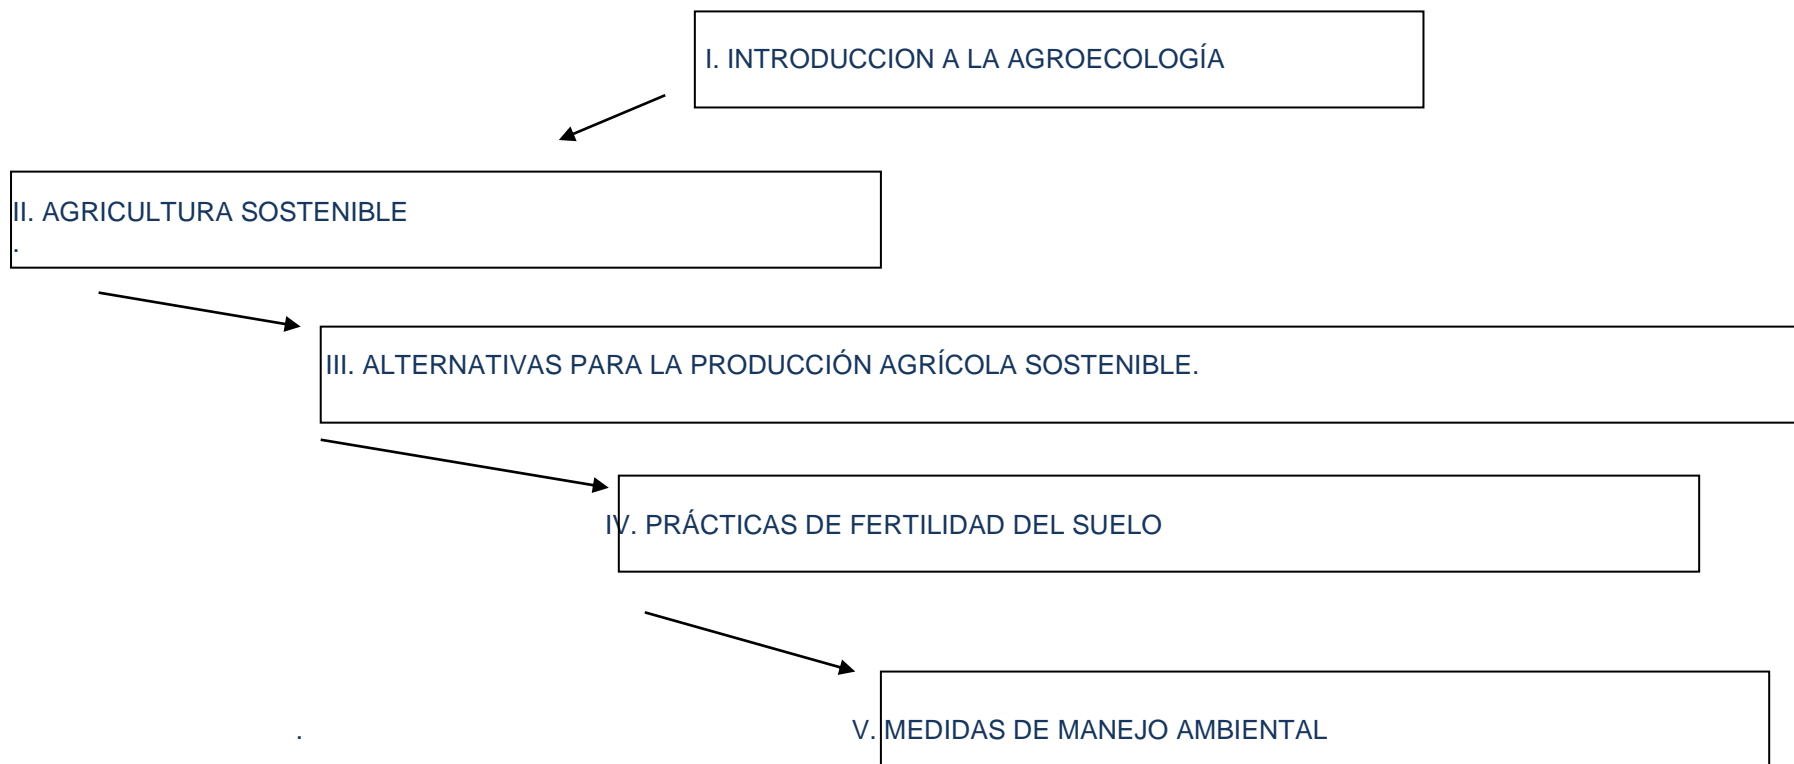 I. INTRODUCCION A LA AGROECOLOGÍA
II. AGRICULTURA SOSTENIBLE
.
III. ALTERNATIVAS PARA LA PRODUCCIÓN AGRÍCOLA SOSTENIBLE.
IV. PRÁCTICAS DE FERTILIDAD DEL SUELO
. V. MEDIDAS DE MANEJO AMBIENTAL